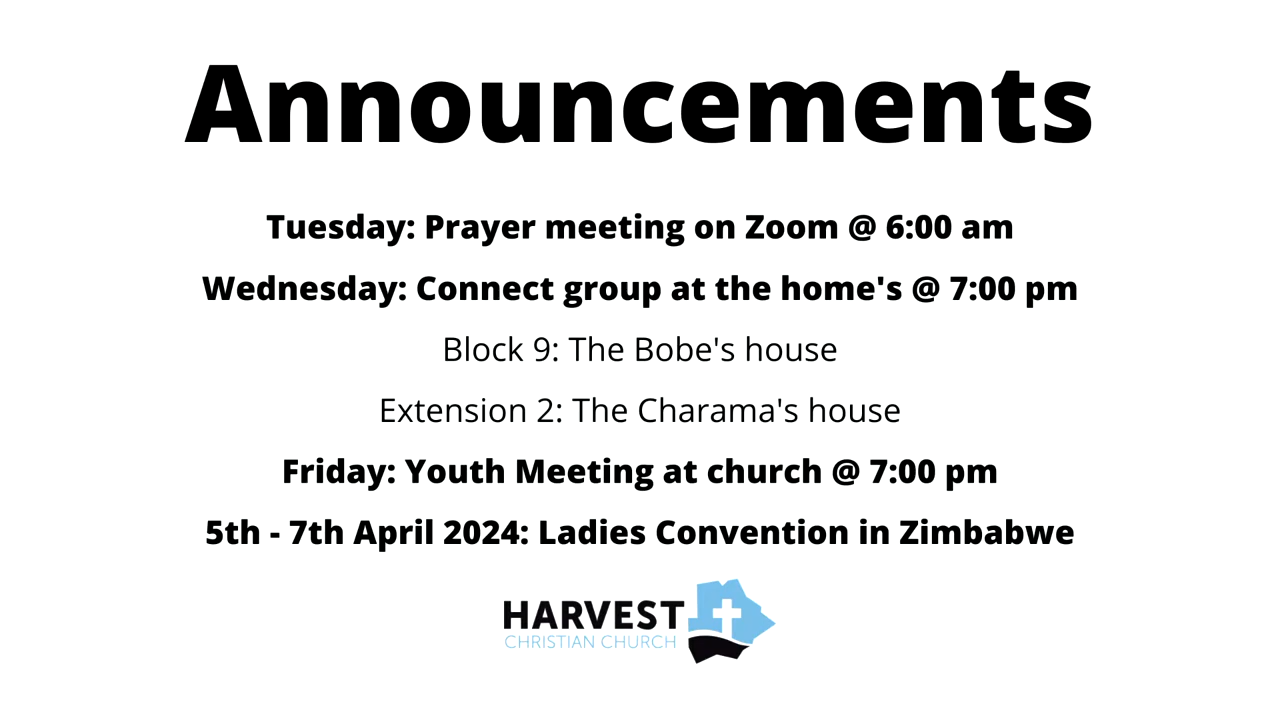 Announcements
Tuesday: Prayer meeting on Zoom @ 6:00 am
Wednesday: Connect group at the home's @ 7:00 pm
Block 9: The Bobe's house
Extension 2: The Charama's house
Friday: Youth Meeting at church @ 7:00 pm
5th - 7th April 2024: Ladies Convention in Zimbabwe
HARVEST
CHRISTIAN CHURCH